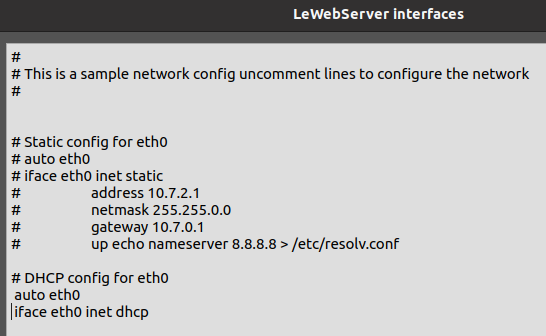 LeWebServer interfaces
#
# This is a sample network config uncomment lines to configure the network
#
# Static config for eth0
# auto eth0
# iface eth0 inet static
# address 10.7.2.1
# netmask 255.255.0.0
# gateway 10.7.0.1
# up echo nameserver 8.8.8.8 > /etc/resolv.conf
# DHCP config for eth0
auto eth0
iface eth0 inet dhcp